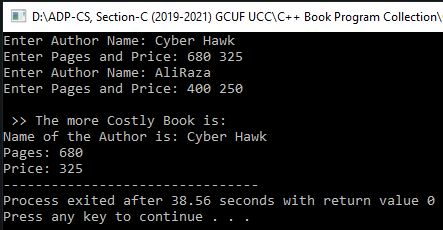 D:\ADP-CS, Section-C (2019-2021) GCUF UCC\C++ Book Program Collection\
Enter Author Name: Cyber Hawk
Enter Pages and Price: 680 325
Enter Author Name: AliRaza
Enter Pages and Price: 400 250

 >> The more Costly Book is:
Name of the Author is: Cyber Hawk
Pages: 680
Price: 325
--------------------------------
Process exited after 38.56 seconds with return value 0
Press any key to continue . . .